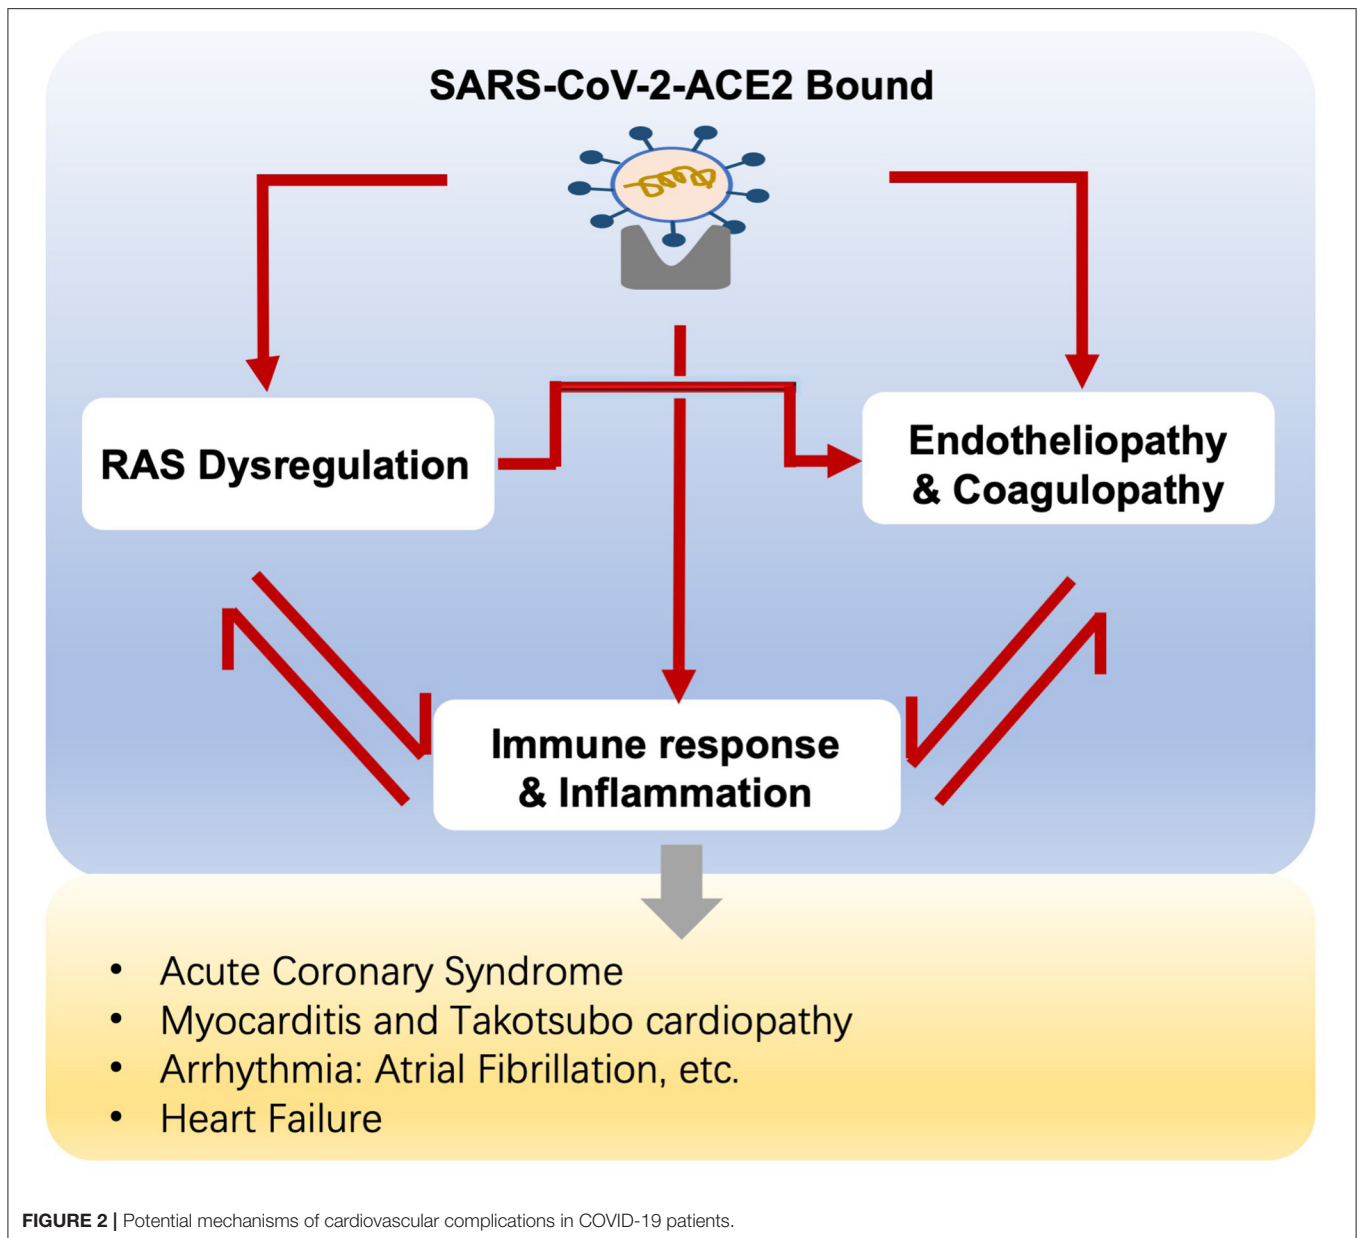 SARS-CoV-2-ACE2 Bound
RAS Dysregulation
Endotheliopathy
& Coagulopathy
Immune response
& Inflammation
• Acute Coronary Syndrome
• Myocarditis and Takotsubo cardiopathy
• Arrhythmia: Atrial Fibrillation, etc.
• Heart Failure
FIGURE 2 | Potential mechanisms of cardiovascular complications in COVID-19 patients.